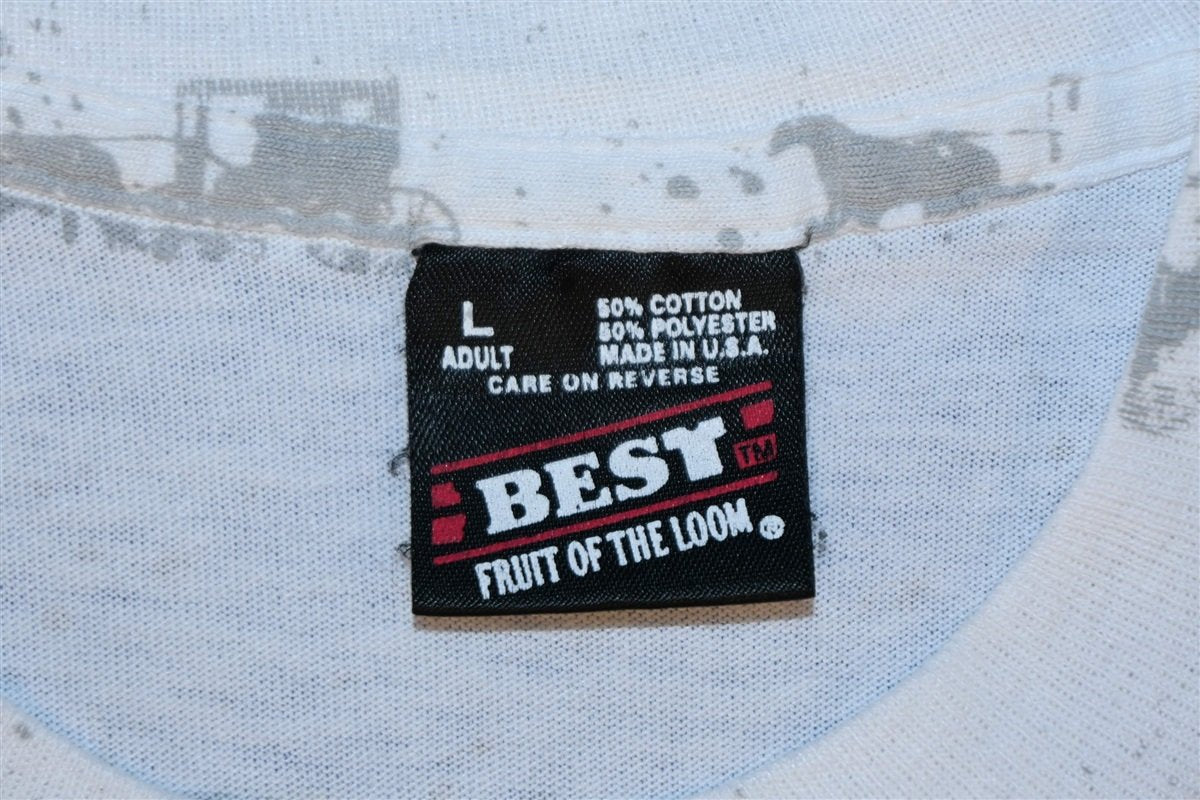 L
ADULT
50% COTTON
50% POLYESTER
MADE IN U.S.A.
CARE ON REVERSE
BEST TM
FRUIT OF THE LOOM ®